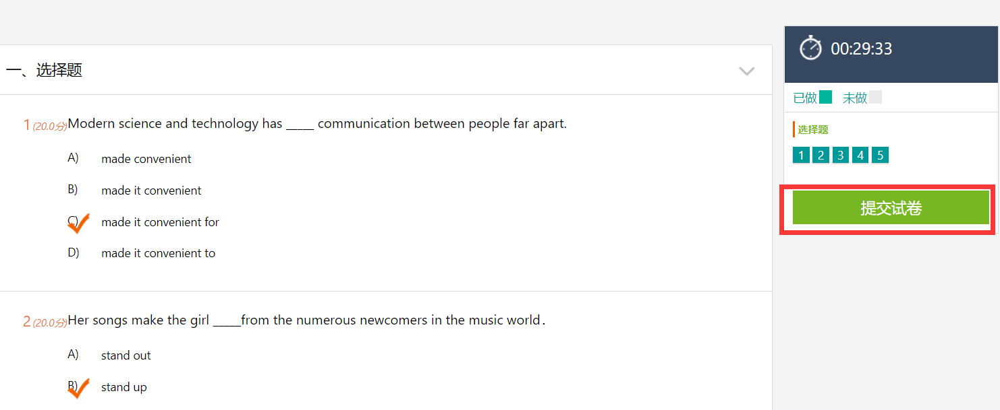 一、选择题
1 (20.0分)Modern science and technology has _____ communication between people far apart.
A) made convenient
B) made it convenient
C) made it convenient for
D) made it convenient to
2 (20.0分)Her songs make the girl _____from the numerous newcomers in the music world.
A) stand out
B) stand up
00:29:33
已做 未做
选择题
1 2 3 4 5
提交试卷